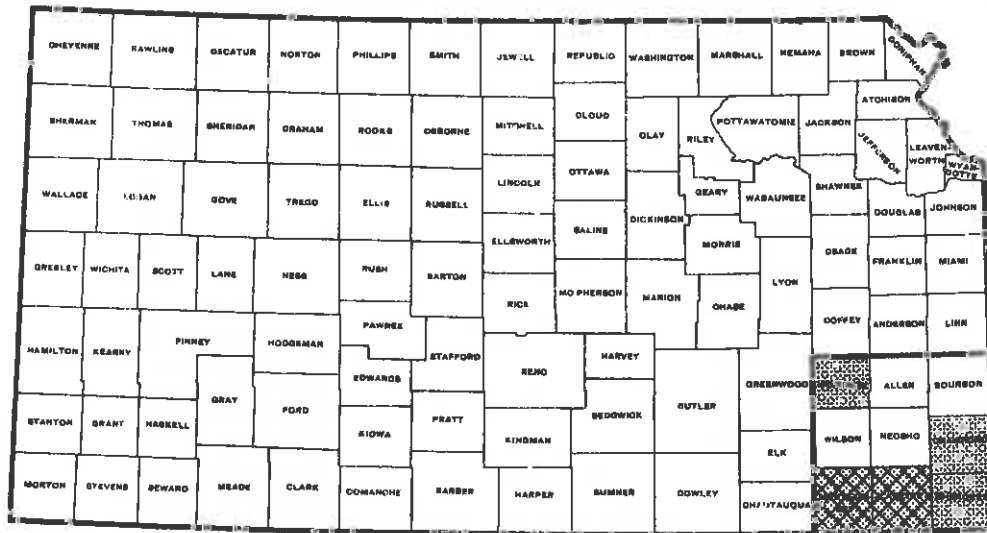 CHEYENNE RAWLINS DECATUR NORTON PHILLIPS SMITH JEWELL REPUBLIC WASHINGTON MARSHALL NEMAHA BROWN DONIPHAN
ATCHISON
SHERMAN THOMAS SHERIDAN GRAHAM ROOKS OSBORNE MITCHELL CLOUD CLAY RILEY POTTAWATOMIE JACKSON JEFFERSON LEAVEN-
WORTH WYAN-
DOTTE
LINCOLN OTTAWA GEARY WABAUNSEE SHAWNEE
WALLACE LOGAN GOVE TREGO ELLIS RUSSELL DICKINSON DOUGLAS JOHNSON
ELLSWORTH SALINE MORRIS OSAGE FRANKLIN MIAMI
GREELEY WICHITA SCOTT LANE NESS RUSH BARTON RICE MC PHERSON MARION CHASE LYON
COFFEY ANDERSON LINN
HAMILTON KEARNY FINNEY HODGEMAN PAWNEE STAFFORD RENO HARVEY
EDWARDS GREENWOOD ALLEN BOURBON
GRAY FORD SEDGWICK BUTLER
STANTON GRANT HASKELL KIOWA PRATT KINGMAN ELK WILSON NEOSHO
MORTON STEVENS SEWARD MEADE CLARK COMANCHE BARBER HARPER SUMNER COWLEY CHAUTAUQUA